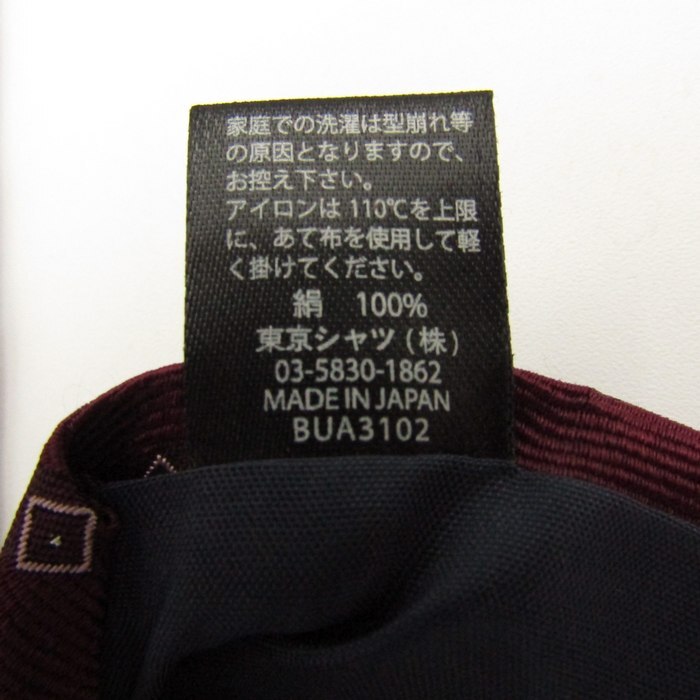 家庭での洗濯は型崩れ等
の原因となりますので、
お控え下さい。
アイロンは110℃を上限
に、あて布を使用して軽
く掛けてください。
絹 100%
東京シャツ(株)
03-5830-1862
MADE IN JAPAN
BUA3102